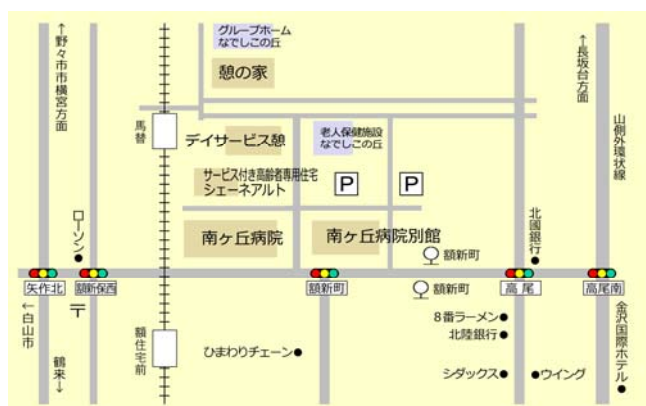 グループホーム
なでしこの丘
憩の家
↑野々市市横宮方面
↑長坂台方面
山側外環状線
馬替
デイサービス憩
老人保健施設
なでしこの丘
サービス付き高齢者専用住宅
シェーネアルト
P
P
ローソン
南ヶ丘病院
南ヶ丘病院別館
北國銀行
額新町
矢作北
額新保西
額新町
額新町
高尾
高尾南
〒
←白山市
鶴来→
額住宅前
ひまわりチェーン
8番ラーメン
北陸銀行
シダックス
ウイング
金沢国際ホテル